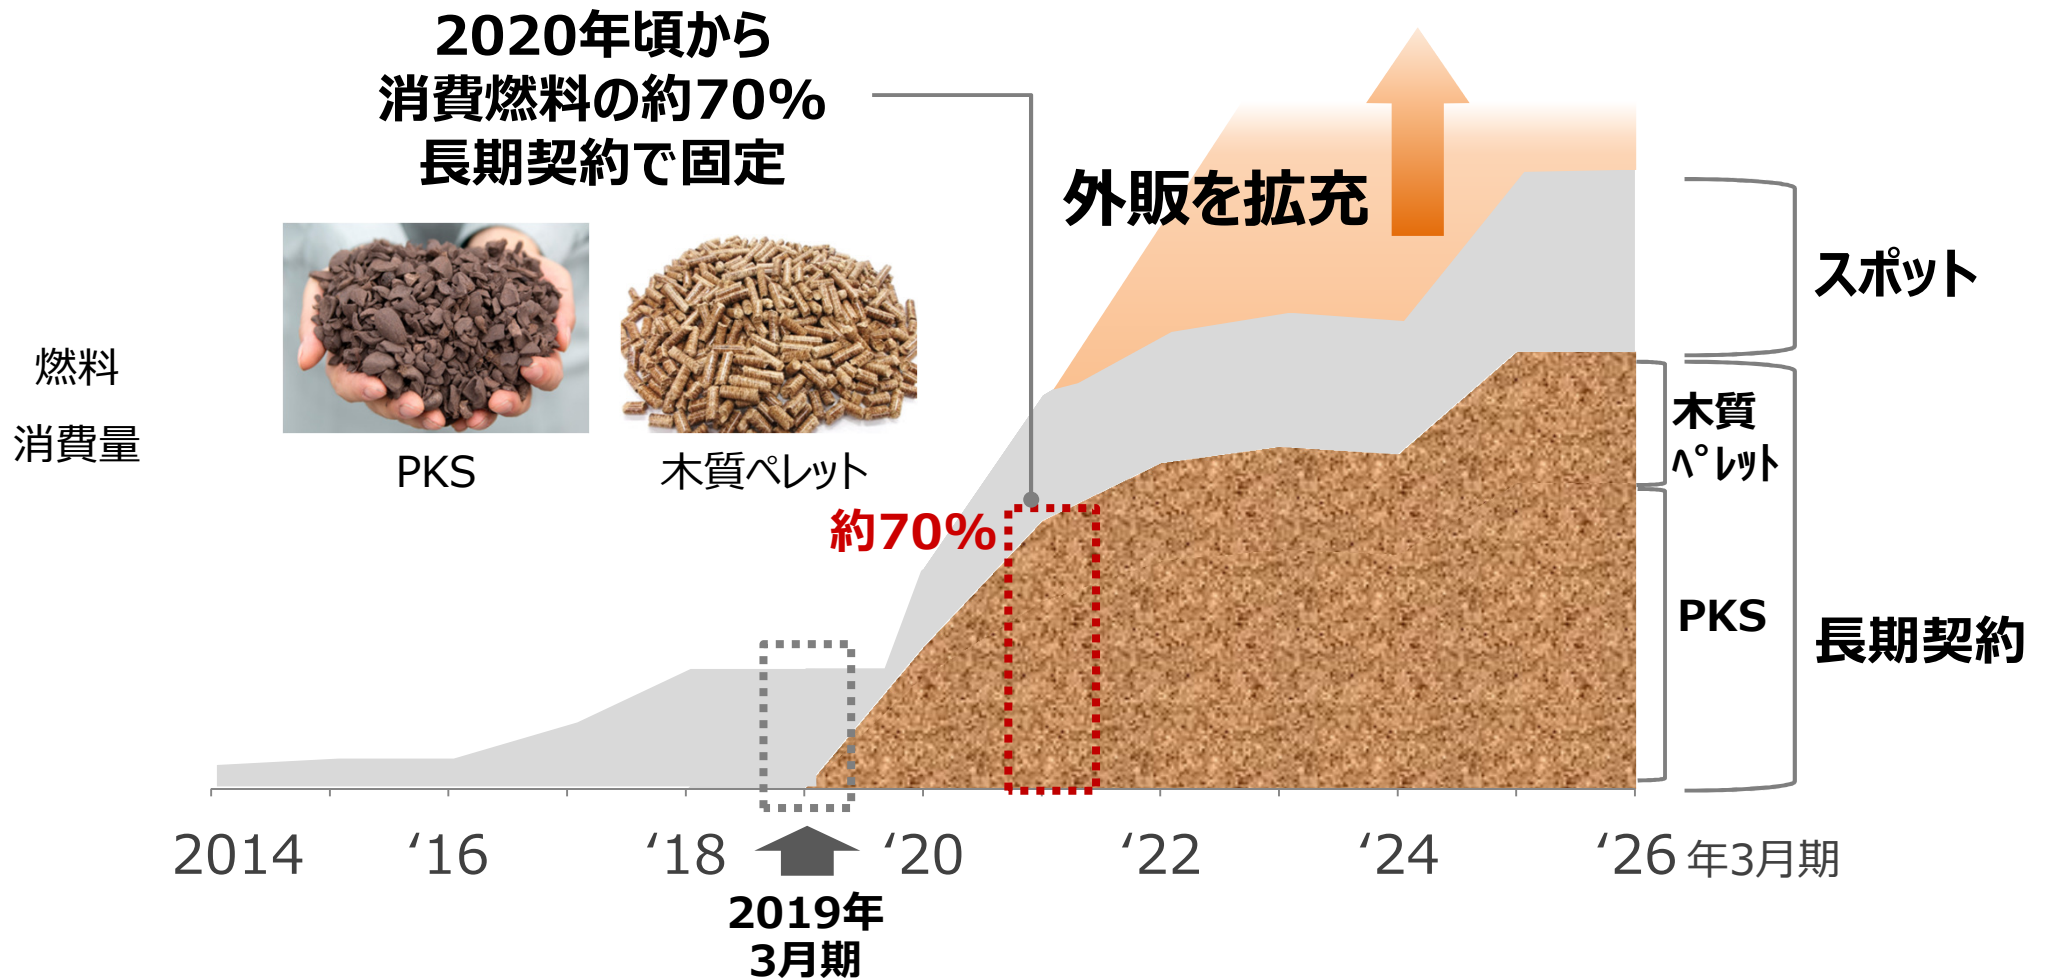 2020年頃から
消費燃料の約70%
長期契約で固定
外販を拡充
スポット
燃料
消費量
木質
ﾍﾟﾚｯﾄ
PKS
木質ペレット
約70%
PKS
長期契約
2014
‘16
‘18
‘20
‘22
‘24
‘26 年3月期
2019年
3月期